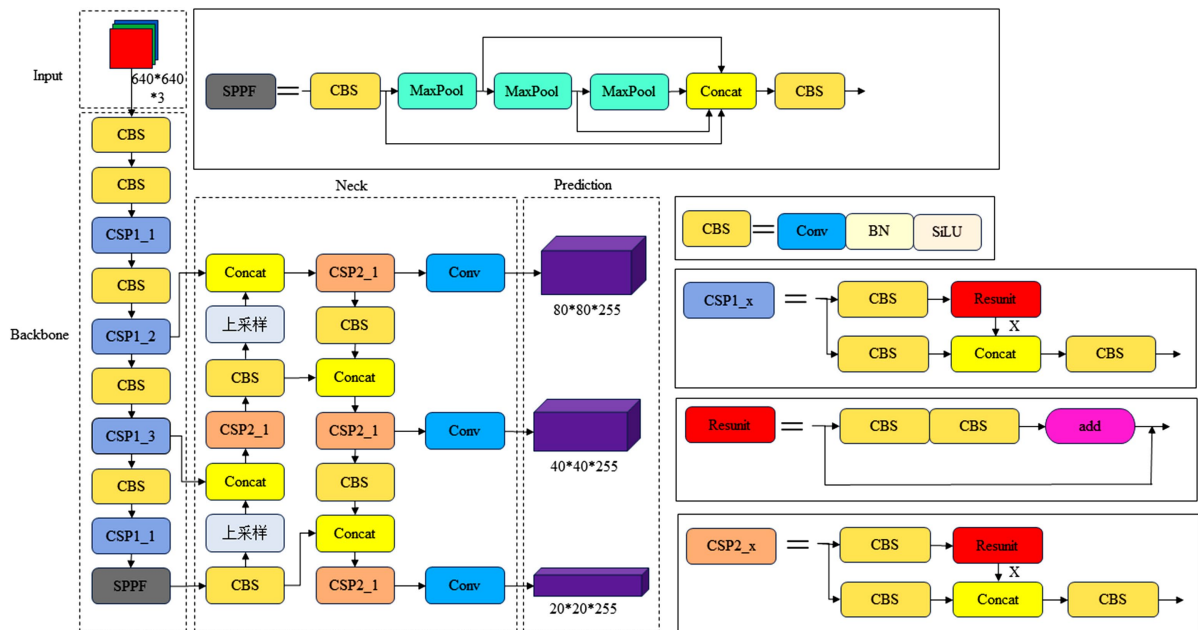 Input
640*640
*3
SPPF
CBS
MaxPool
MaxPool
MaxPool
Concat
CBS
Backbone
CBS
CBS
CSP1_1
CBS
CSP1_2
CBS
CSP1_3
CBS
CSP1_1
SPPF
Neck
Concat
上采样
CBS
CSP2_1
Concat
上采样
CBS
CSP2_1
CBS
Concat
CSP2_1
CBS
Concat
CSP2_1
Conv
Conv
Conv
Prediction
80*80*255
40*40*255
20*20*255
CBS
Conv
BN
SiLU
CSP1_x
CBS
Resunit
X
CBS
Concat
CBS
Resunit
CBS
CBS
add
CSP2_x
CBS
Resunit
X
CBS
Concat
CBS